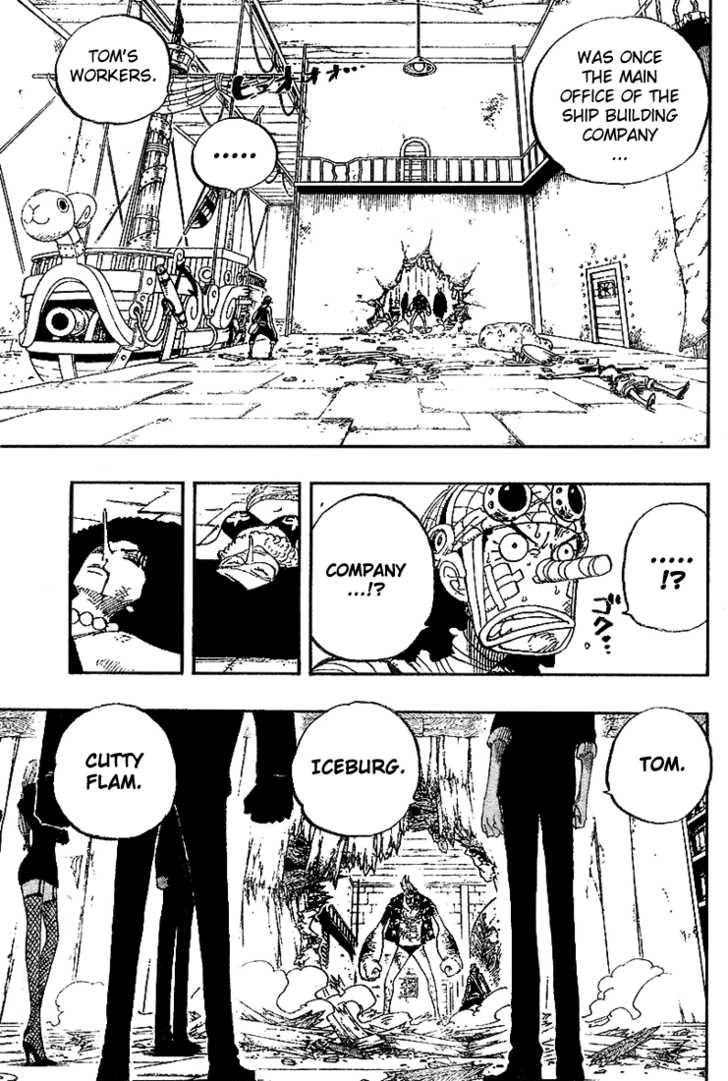 WAS ONCE
THE MAIN
OFFICE OF THE
SHIP BUILDING
COMPANY
...
TOM'S
WORKERS.
.....
.....
!?
COMPANY
...!?
TOM.
ICEBURG.
CUTTY
FLAM.